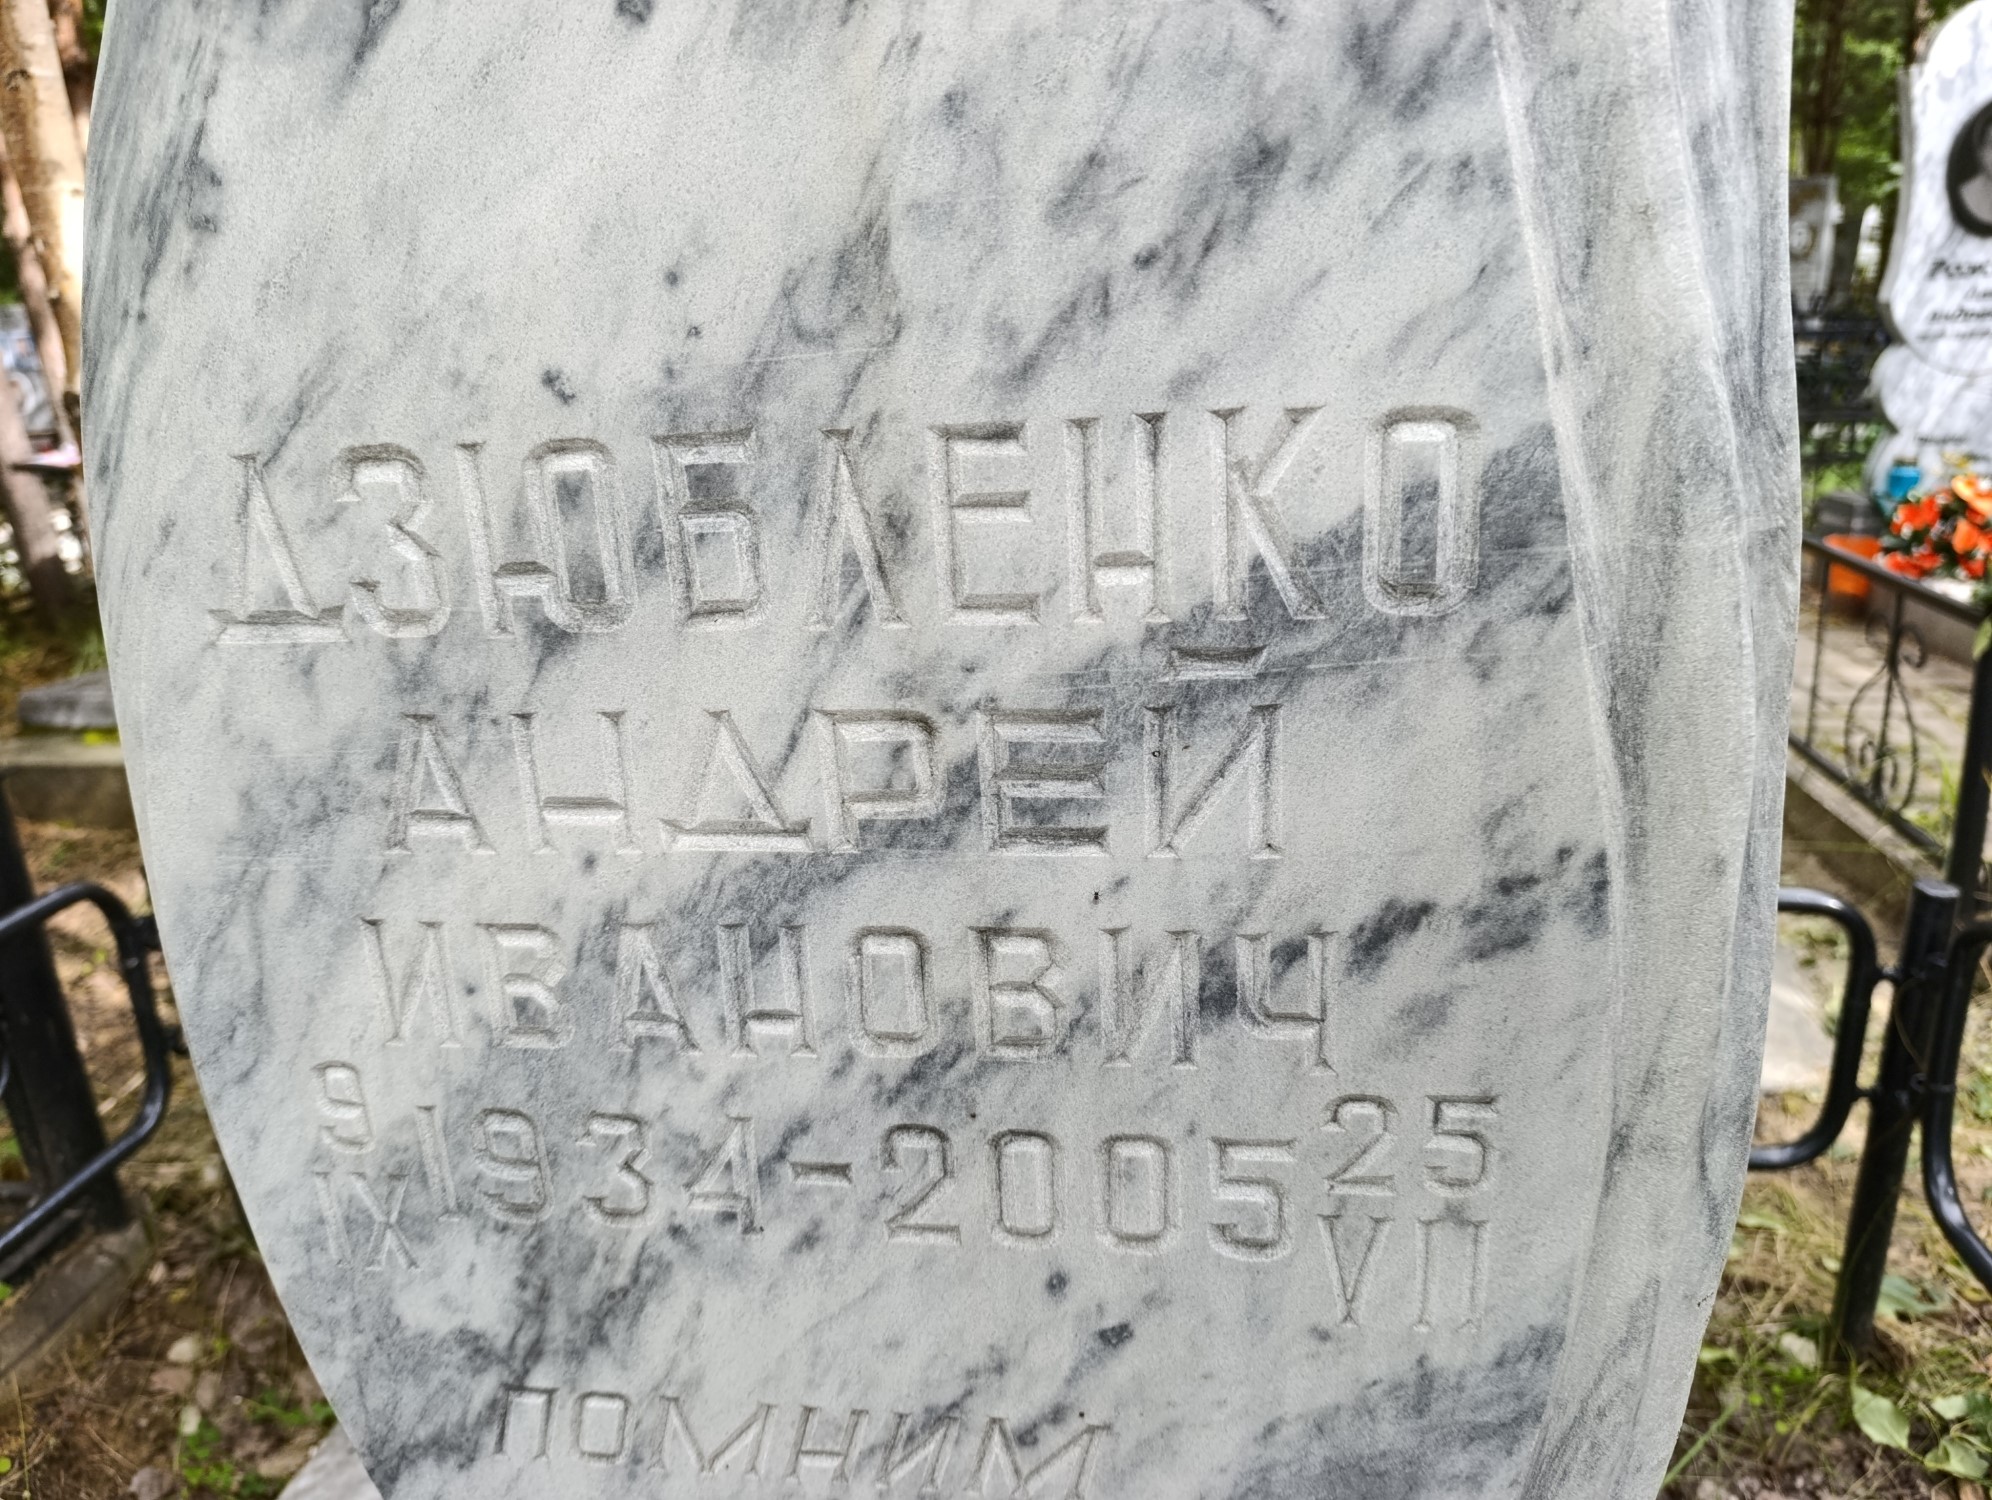 ДЗЮБЛЕНКО
АНДРЕЙ
ИВАНОВИЧ
9 IX 1934-2005 25 VII
ПОМНИМ